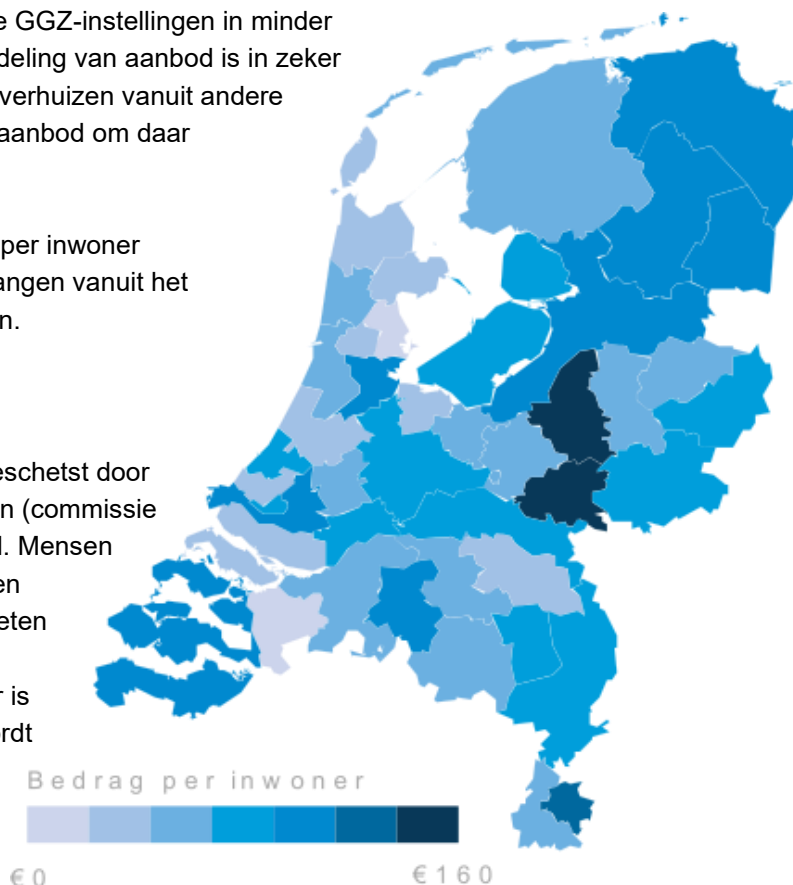 e GGZ-instellingen in minder
deling van aanbod is in zeker
verhuizen vanuit andere
aanbod om daar
per inwoner
angen vanuit het
n.
eschetst door
n (commissie
l. Mensen
en
eten
r is
rdt
Bedrag per inwoner
€0
€160